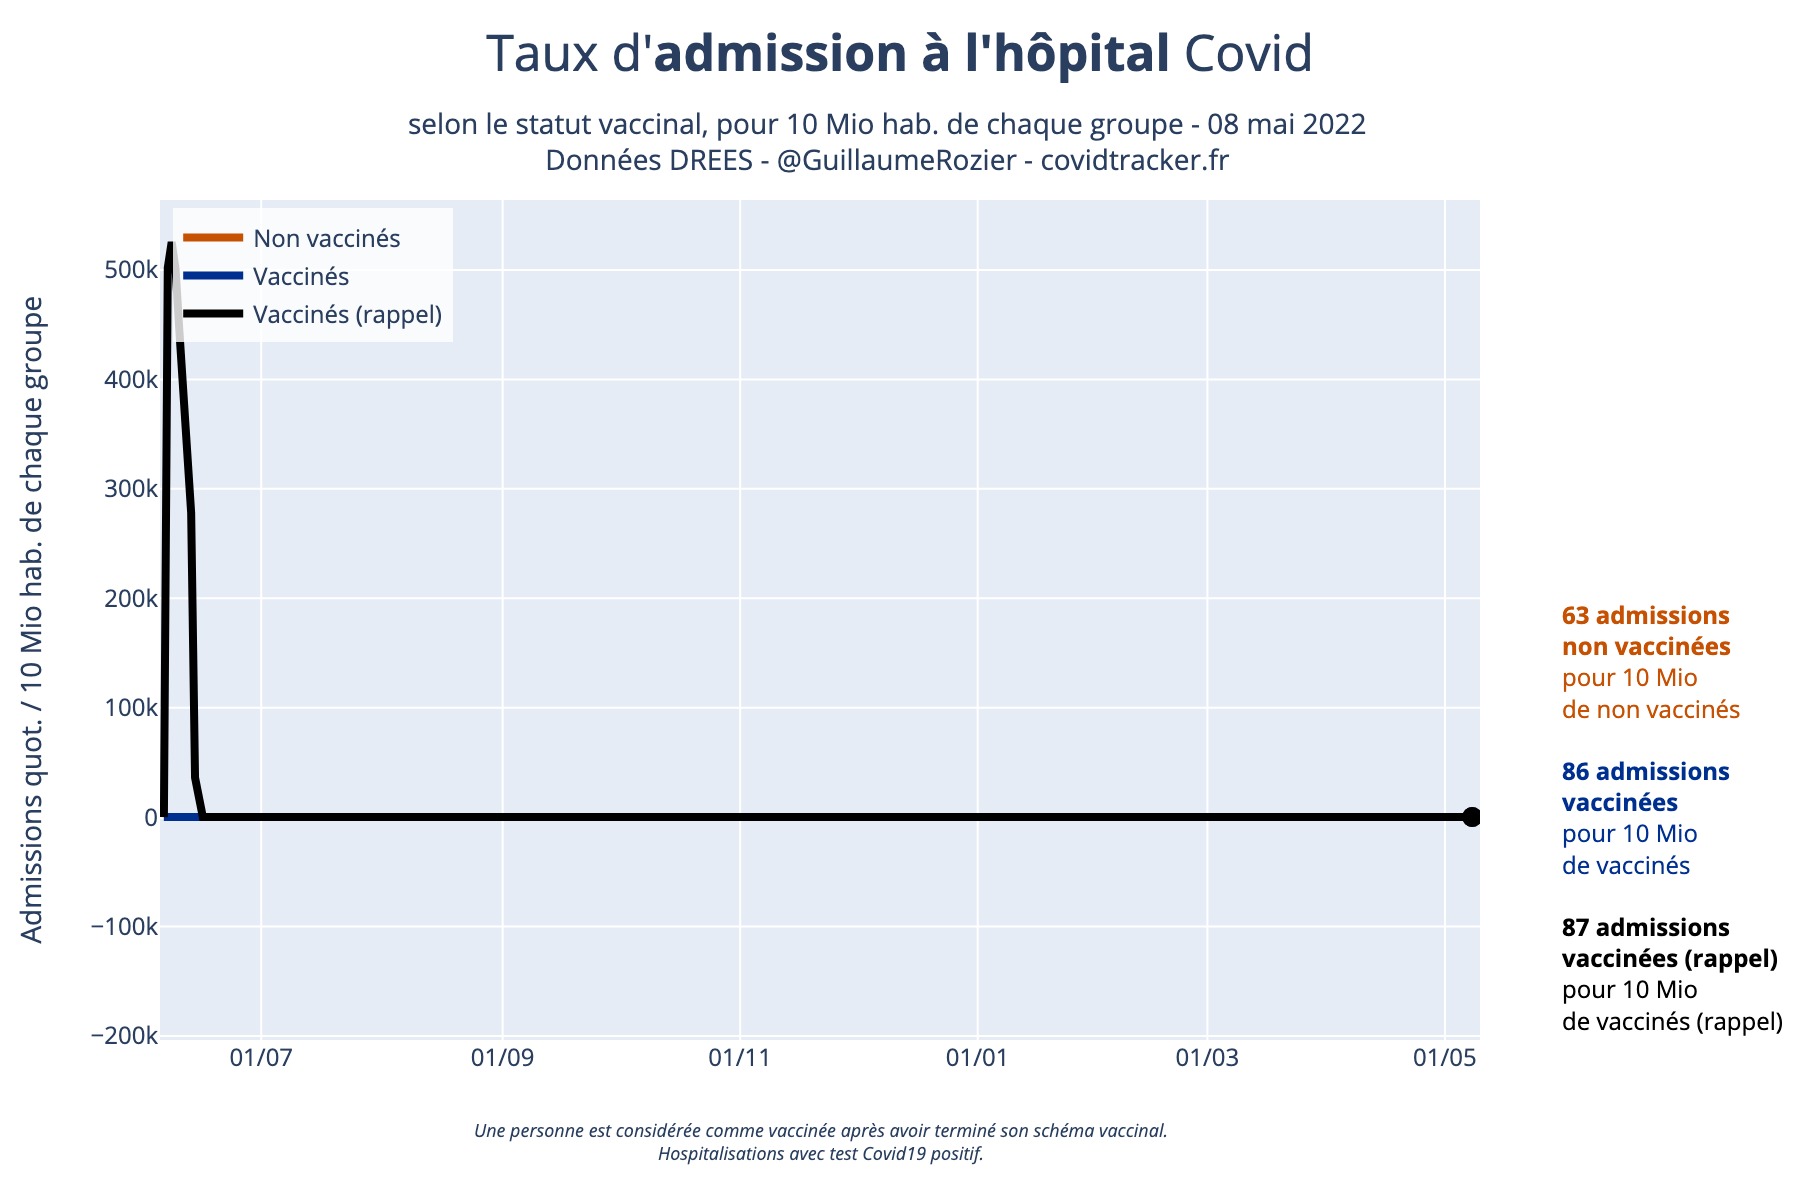 Taux d'admission à l'hôpital Covid
selon le statut vaccinal, pour 10 Mio hab. de chaque groupe - 08 mai 2022
Données DREES - @GuillaumeRozier - covidtracker.fr
Admissions quot. / 10 Mio hab. de chaque groupe
500k
400k
300k
200k
100k
0
−100k
−200k
Non vaccinés
Vaccinés
Vaccinés (rappel)
01/07
01/09
01/11
01/01
01/03
01/05
63 admissions
non vaccinées
pour 10 Mio
de non vaccinés
86 admissions
vaccinées
pour 10 Mio
de vaccinés
87 admissions
vaccinées (rappel)
pour 10 Mio
de vaccinés (rappel)
Une personne est considérée comme vaccinée après avoir terminé son schéma vaccinal.
Hospitalisations avec test Covid19 positif.